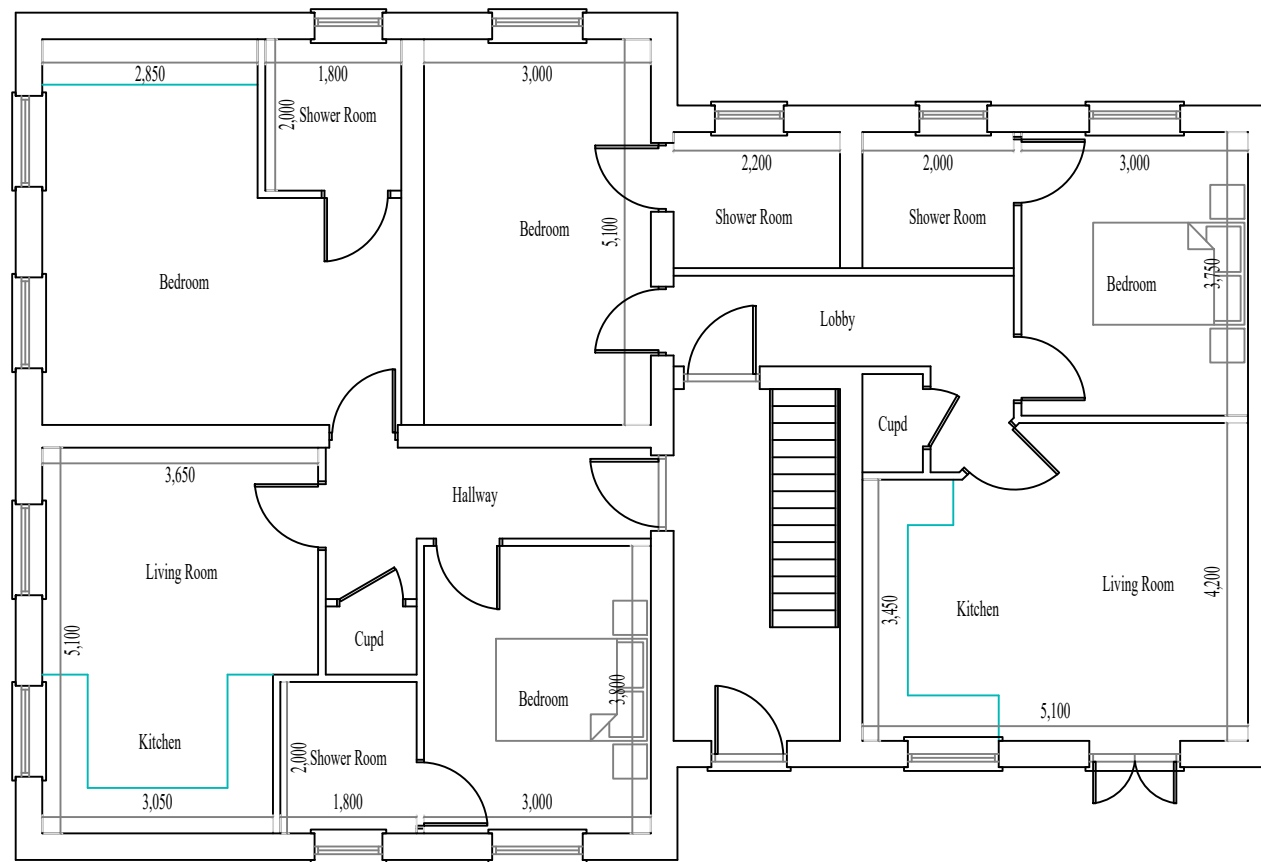 2,850
1,800
3,000
2,000
Shower Room
2,200
2,000
3,000
Shower Room
Shower Room
Bedroom
5,100
Bedroom
Bedroom
3,750
Lobby
Cupd
3,650
Hallway
Living Room
5,100
Cupd
Bedroom
3,800
Kitchen
2,000
Shower Room
3,050
1,800
3,000
3,450
Kitchen
Living Room
4,200
5,100